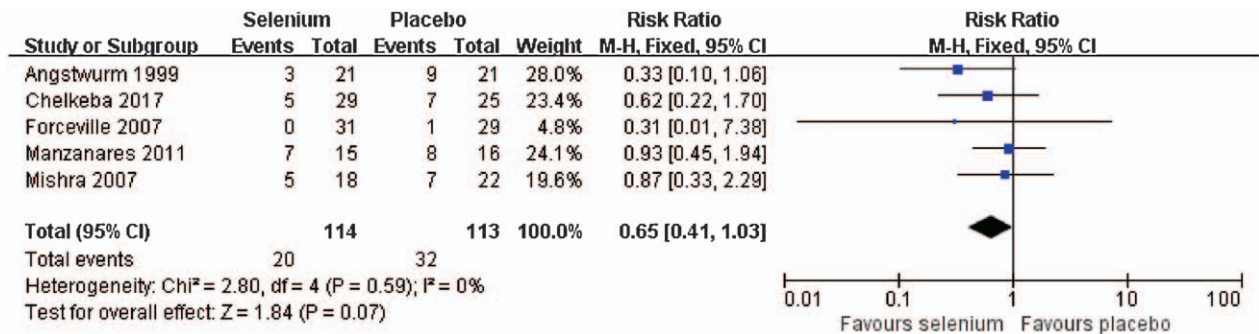 Selenium Placebo Risk Ratio Risk Ratio
Study or Subgroup Events Total Events Total Weight M-H, Fixed, 95% CI M-H, Fixed, 95% CI
Angstwurm 1999 3 21 9 21 28.0% 0.33 [0.10, 1.06]
Chelkeba 2017 5 29 7 25 23.4% 0.62 [0.22, 1.70]
Forceville 2007 0 31 1 29 4.8% 0.31 [0.01, 7.38]
Manzanares 2011 7 15 8 16 24.1% 0.93 [0.45, 1.94]
Mishra 2007 5 18 7 22 19.6% 0.87 [0.33, 2.29]
Total (95% CI) 114 113 100.0% 0.65 [0.41, 1.03]
Total events 20 32
Heterogeneity: Chi² = 2.80, df = 4 (P = 0.59); I² = 0%
Test for overall effect: Z = 1.84 (P = 0.07)
0.01 0.1 1 10 100
Favours selenium Favours placebo